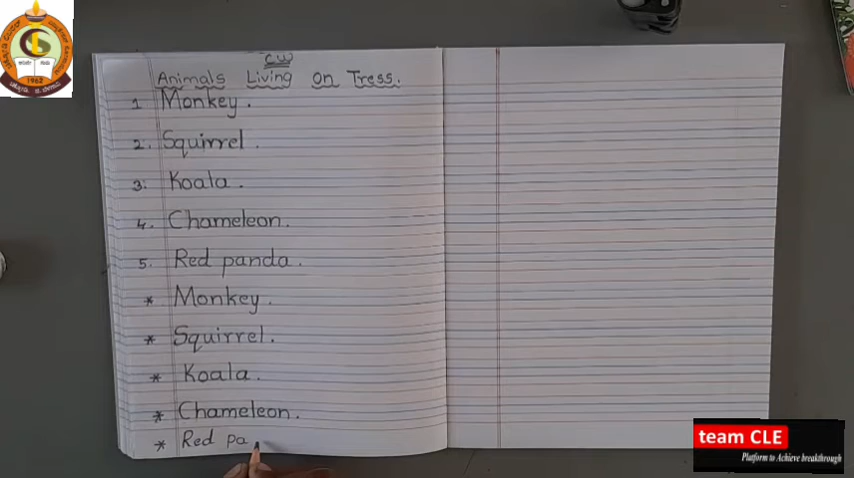 CW
Animals Living on Tress.
1 Monkey.
2. Squirrel.
3. Koala.
4. Chameleon.
5. Red panda.
* Monkey.
* Squirrel.
* Koala.
* Chameleon.
* Red pa
1962
team CLE
Platform to Achieve breakthrough